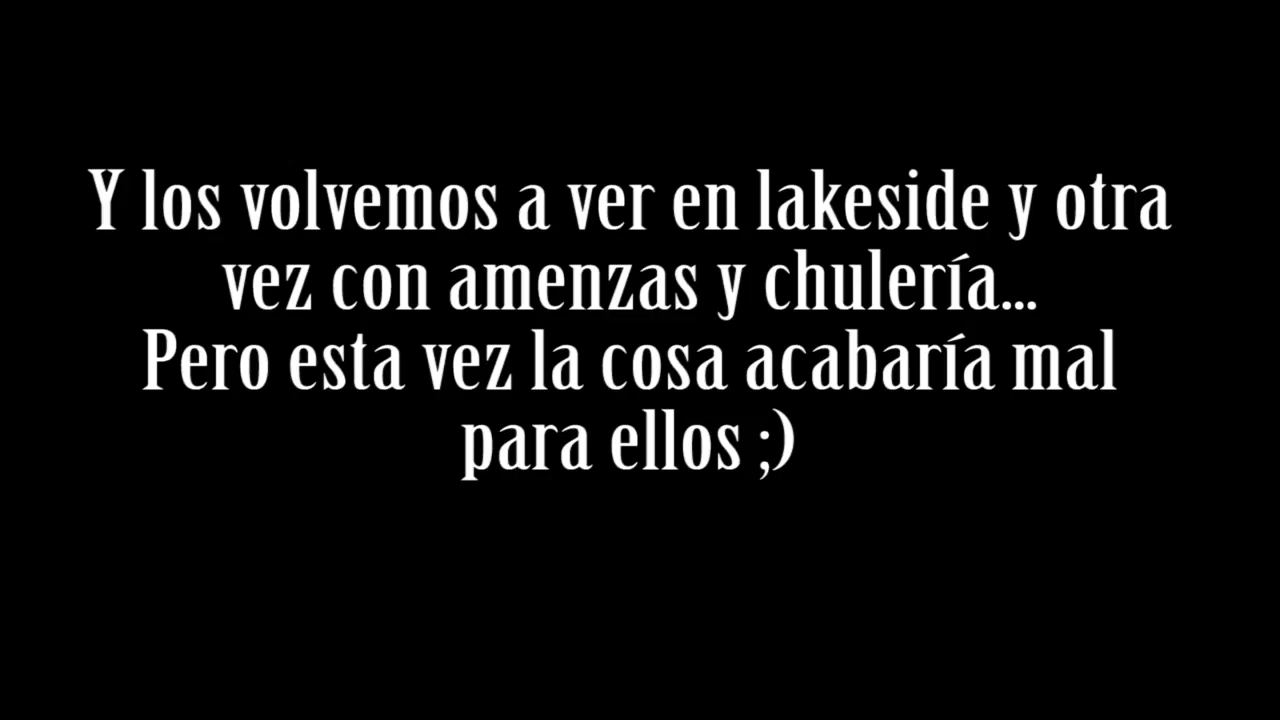 Y los volvemos a ver en lakeside y otra
vez con amenzas y chulería...
Pero esta vez la cosa acabaría mal
para ellos ;)